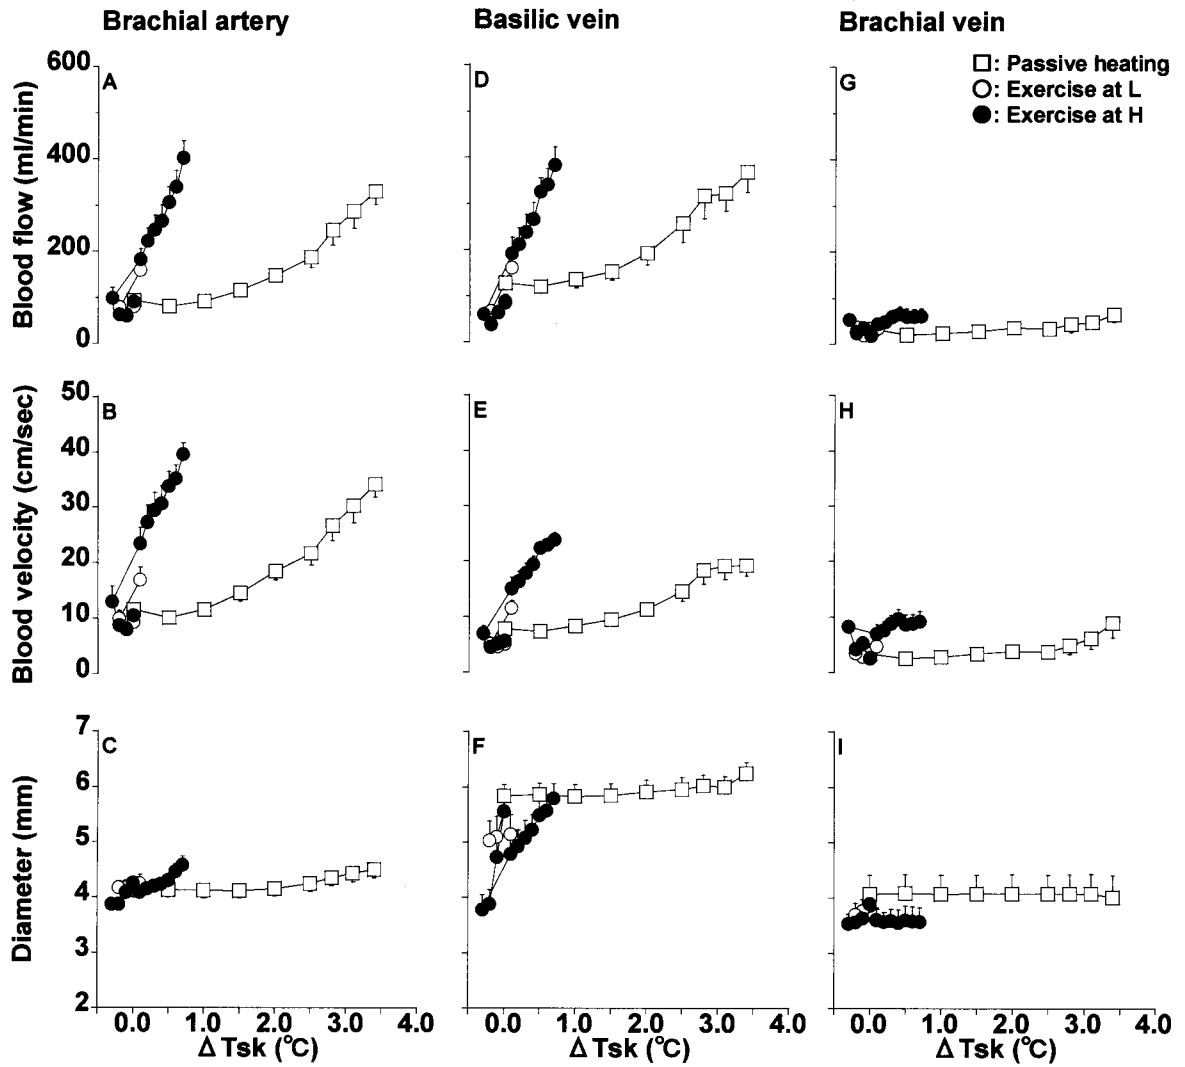 Brachial artery
Basilic vein
Brachial vein
□: Passive heating
○: Exercise at L
●: Exercise at H
Blood flow (ml/min)
600
400
200
0
A
D
G
Blood velocity (cm/sec)
50
40
30
20
10
0
B
E
H
Diameter (mm)
7
6
5
4
3
2
C
F
I
0.0 1.0 2.0 3.0 4.0
0.0 1.0 2.0 3.0 4.0
0.0 1.0 2.0 3.0 4.0
Δ Tsk (°C)
Δ Tsk (°C)
Δ Tsk (°C)